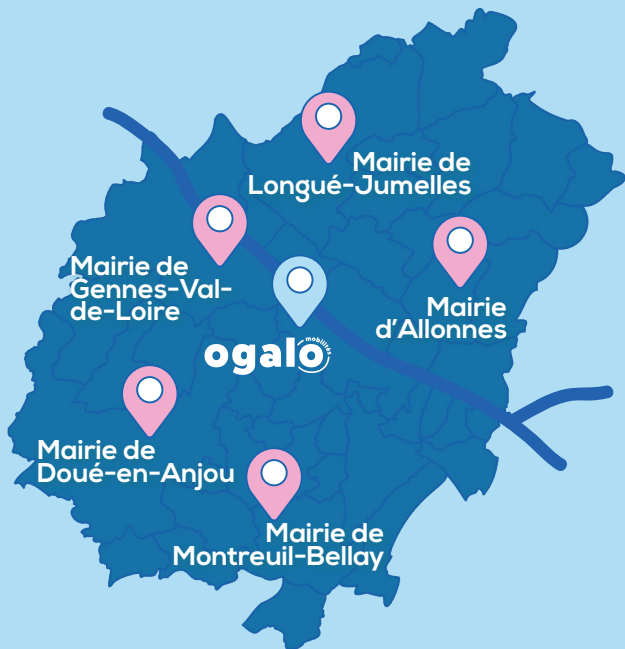 Mairie de
Longué-Jumelles
Mairie de
Gennes-Val-
de-Loire
Mairie
d'Allonnes
mobilités
ogalo
Mairie de
Doué-en-Anjou
Mairie de
Montreuil-Bellay